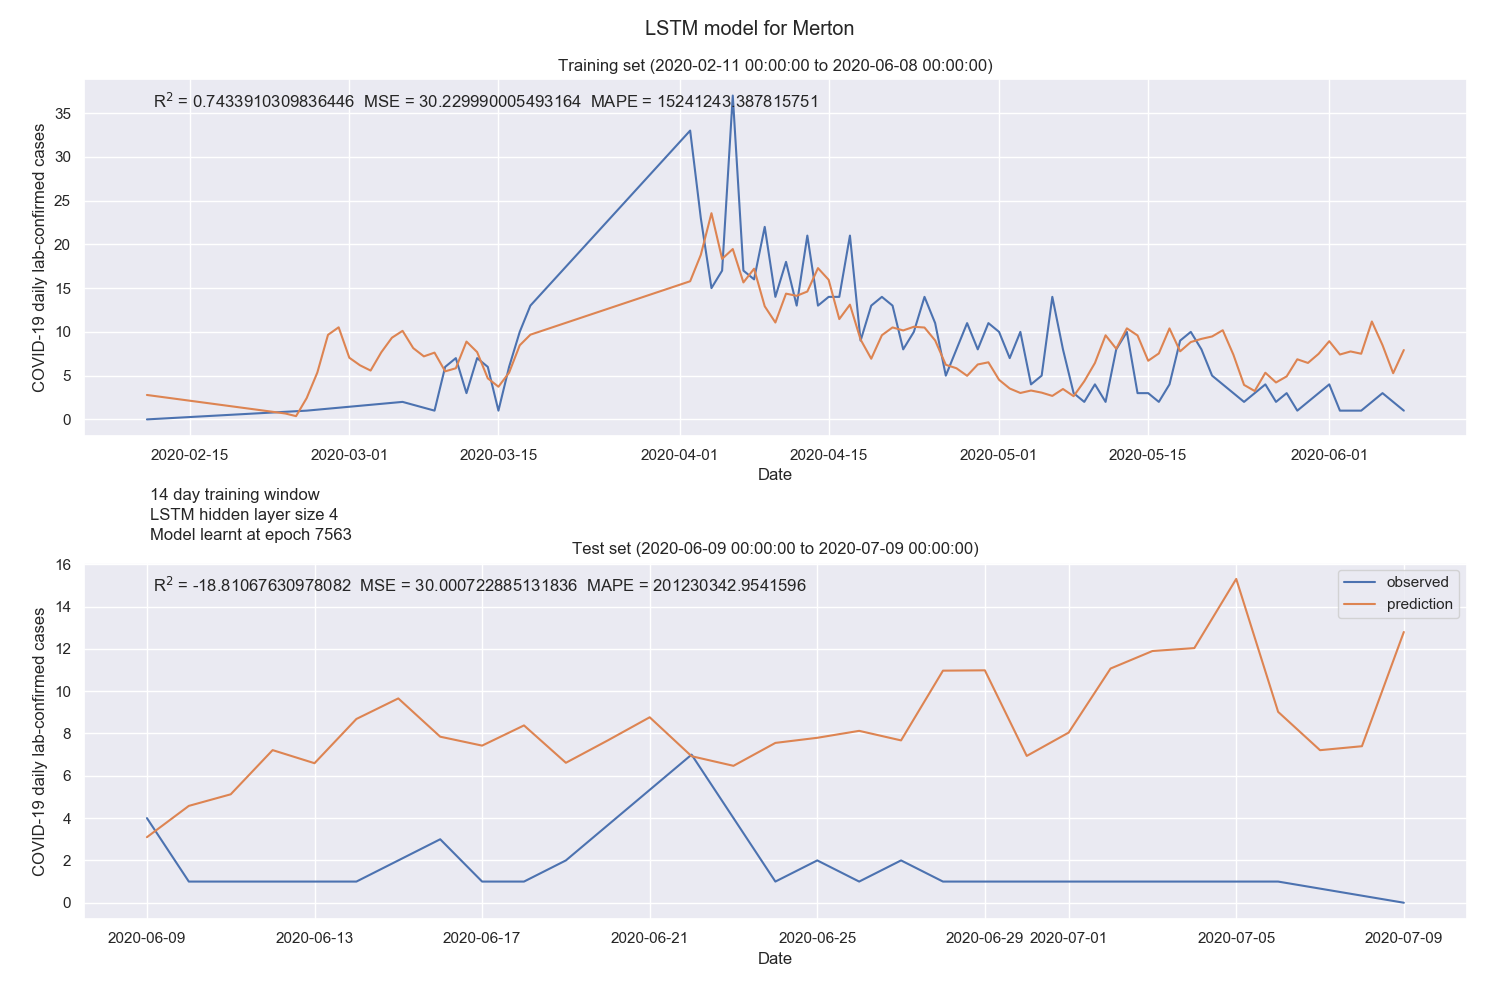 LSTM model for Merton
Training set (2020-02-11 00:00:00 to 2020-06-08 00:00:00)
R² = 0.7433910309836446 MSE = 30.229990005493164 MAPE = 15241243.387815751
COVID-19 daily lab-confirmed cases
35
30
25
20
15
10
5
0
2020-02-15 2020-03-01 2020-03-15 2020-04-01 2020-04-15 2020-05-01 2020-05-15 2020-06-01
Date
14 day training window
LSTM hidden layer size 4
Model learnt at epoch 7563
Test set (2020-06-09 00:00:00 to 2020-07-09 00:00:00)
R² = -18.81067630978082 MSE = 30.000722885131836 MAPE = 201230342.9541596
observed
prediction
COVID-19 daily lab-confirmed cases
16
14
12
10
8
6
4
2
0
2020-06-09 2020-06-13 2020-06-17 2020-06-21 2020-06-25 2020-06-29 2020-07-01 2020-07-05 2020-07-09
Date